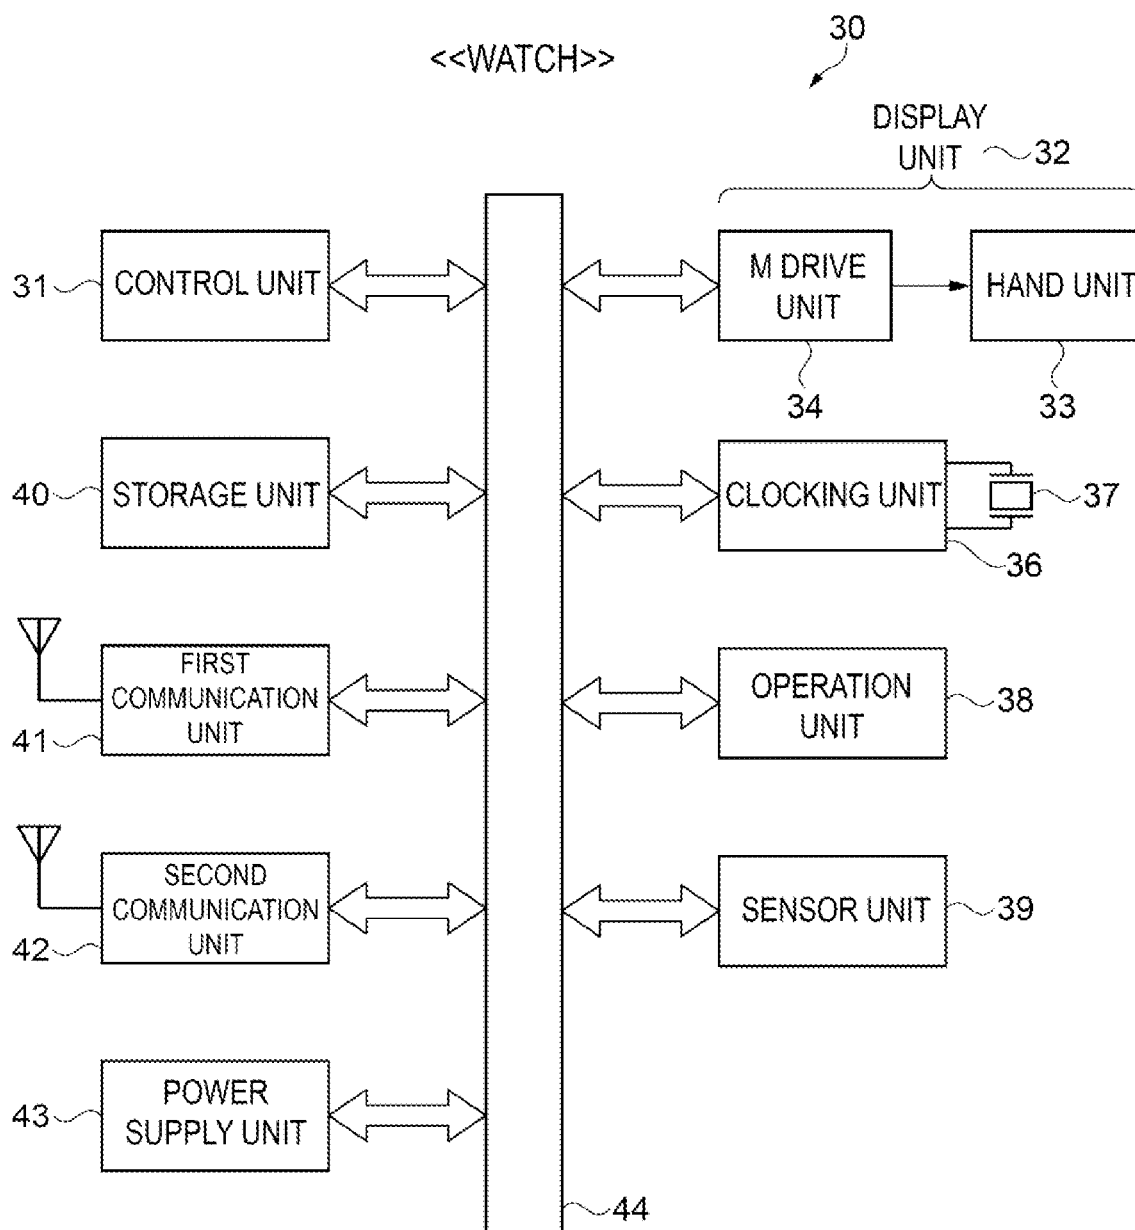 <<WATCH>>
30
DISPLAY
UNIT
32
31
CONTROL UNIT
M DRIVE
UNIT
HAND UNIT
34
33
40
STORAGE UNIT
CLOCKING UNIT
37
36
FIRST
COMMUNICATION
UNIT
41
OPERATION
UNIT
38
SECOND
COMMUNICATION
UNIT
42
SENSOR UNIT
39
43
POWER
SUPPLY UNIT
44